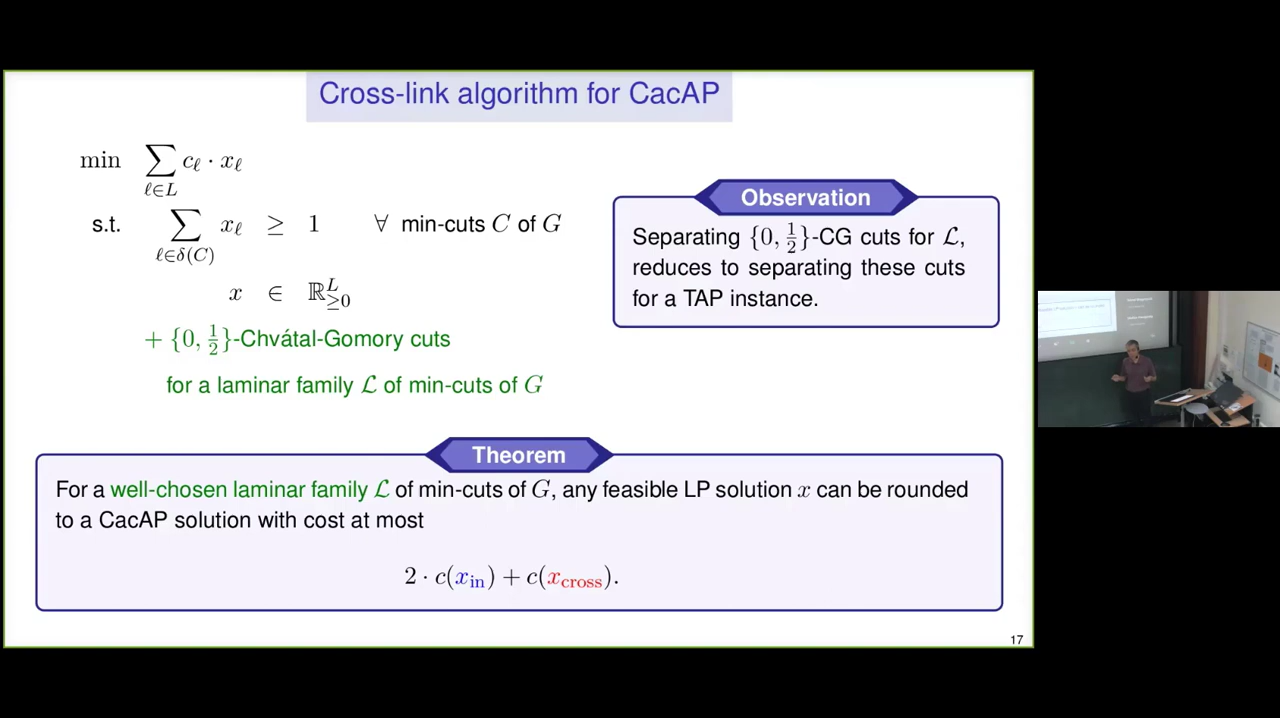 Cross-link algorithm for CacAP
min ∑_{ℓ∈L} c_ℓ · x_ℓ
s.t. ∑_{ℓ∈δ(C)} x_ℓ ≥ 1 ∀ min-cuts C of G
x ∈ ℝ^L_{≥0}
+ {0, 1/2}-Chvátal-Gomory cuts
for a laminar family ℒ of min-cuts of G
Observation
Separating {0, 1/2}-CG cuts for ℒ,
reduces to separating these cuts
for a TAP instance.
Theorem
For a well-chosen laminar family ℒ of min-cuts of G, any feasible LP solution x can be rounded
to a CacAP solution with cost at most
2 · c(x_in) + c(x_cross).
17